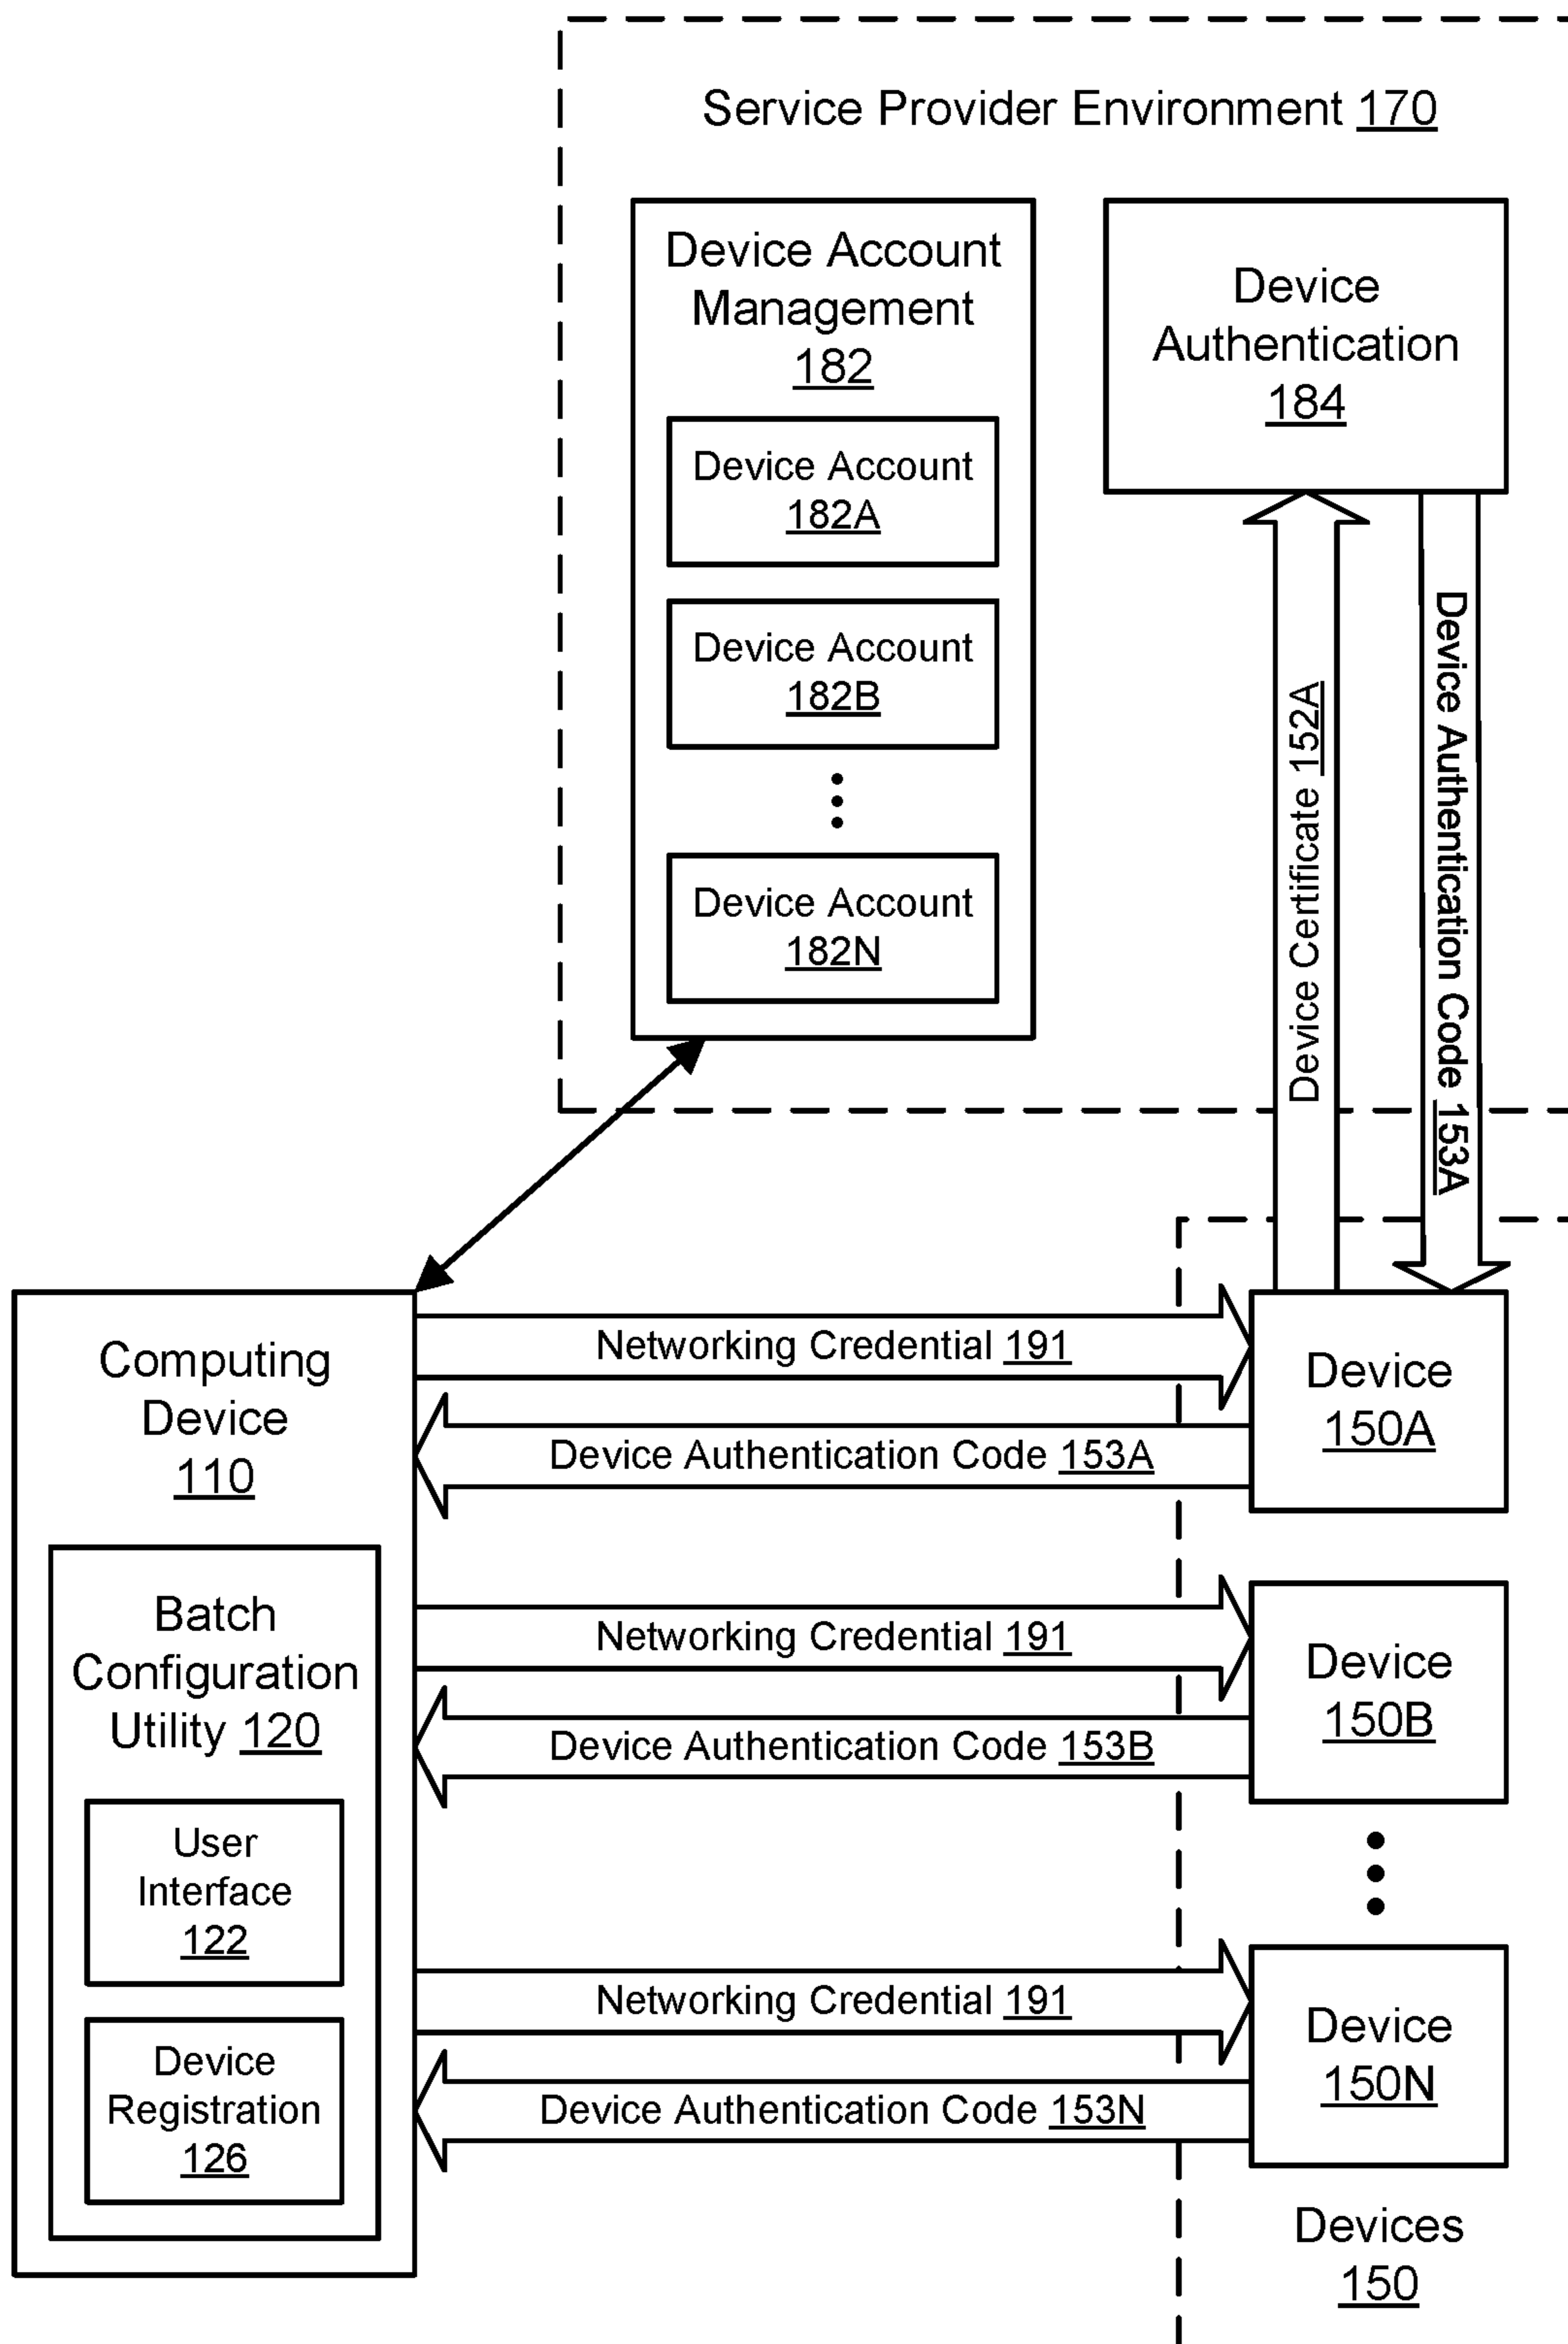 Service Provider Environment 170
Device Account
Management
182
Device Account
182A
Device Account
182B
Device Account
182N
Device
Authentication
184
Device Certificate 152A
Device Authentication Code 153A
Computing
Device
110
Batch
Configuration
Utility 120
User
Interface
122
Device
Registration
126
Networking Credential 191
Device Authentication Code 153A
Networking Credential 191
Device Authentication Code 153B
Networking Credential 191
Device Authentication Code 153N
Device
150A
Device
150B
Device
150N
Devices
150